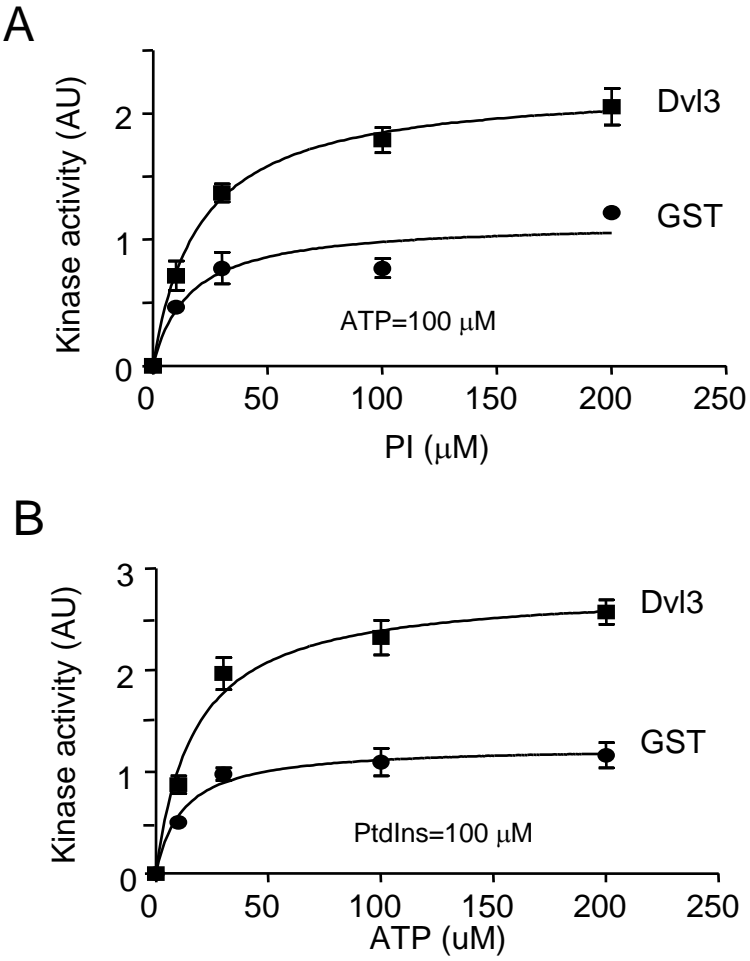 A
Kinase activity (AU)
2
1
0
Dvl3
GST
ATP=100 μM
0 50 100 150 200 250
PI (μM)
B
Kinase activity (AU)
3
2
1
0
Dvl3
GST
PtdIns=100 μM
0 50 100 150 200 250
ATP (uM)